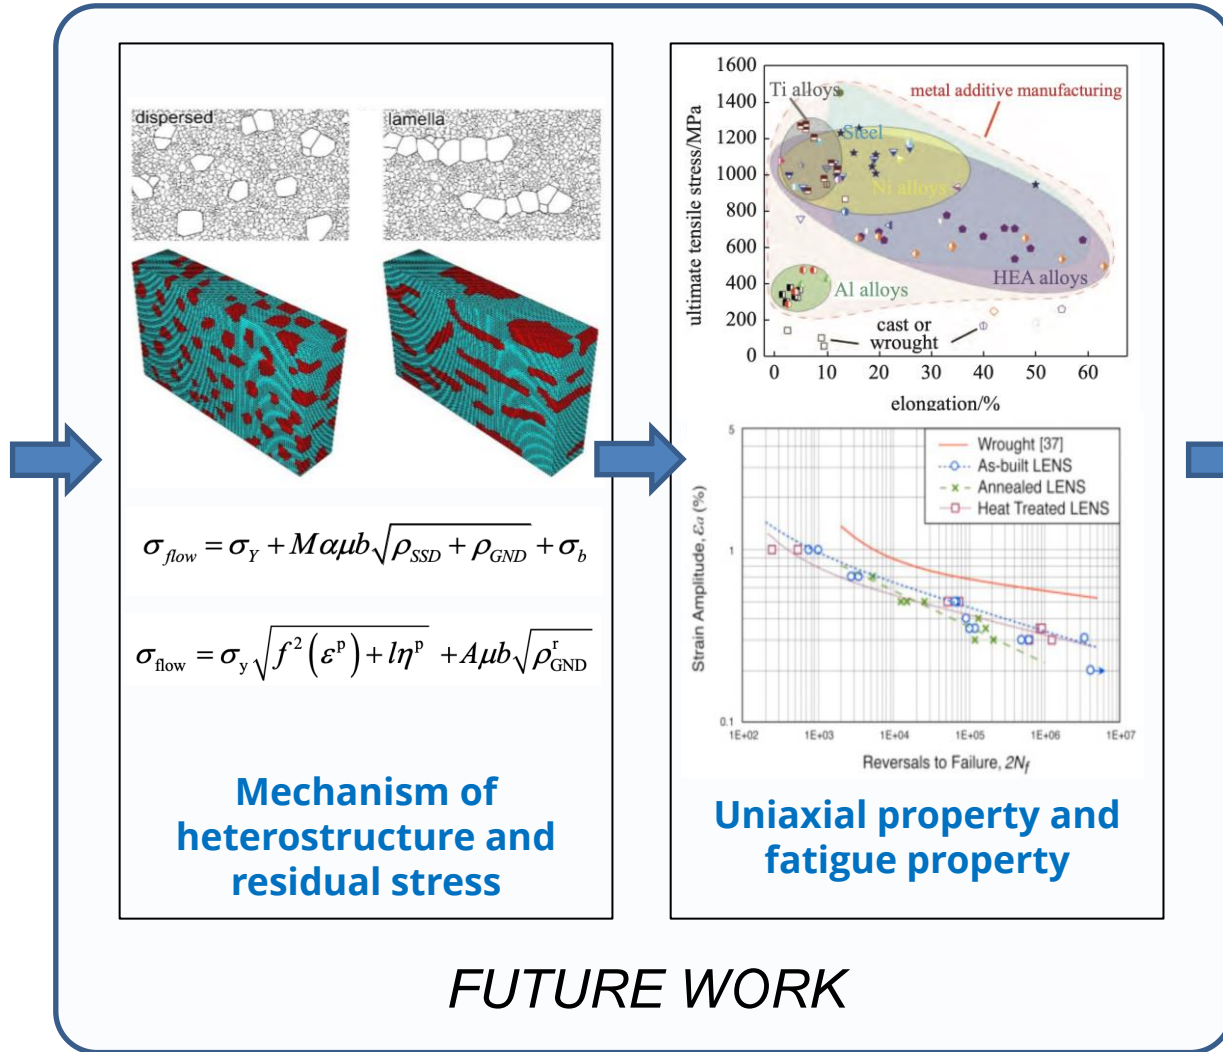 dispersed
lamella
σ_flow = σ_Y + Mαμb√(ρ_SSD + ρ_GND) + σ_b
σ_flow = σ_y√(f²(ε^p) + lη^p) + Aμb√(ρ^r_GND)
Mechanism of
heterostructure and
residual stress
ultimate tensile stress/MPa
1600
1400
1200
1000
800
600
400
200
0
Ti alloys
metal additive manufacturing
Steel
Ni alloys
HEA alloys
Al alloys
cast or
wrought
0
10
20
30
40
50
60
elongation/%
Strain Amplitude, εa (%)
5
1
0.1
Wrought [37]
As-built LENS
Annealed LENS
Heat Treated LENS
1E+02
1E+03
1E+04
1E+05
1E+06
1E+07
Reversals to Failure, 2Nf
Uniaxial property and
fatigue property
FUTURE WORK